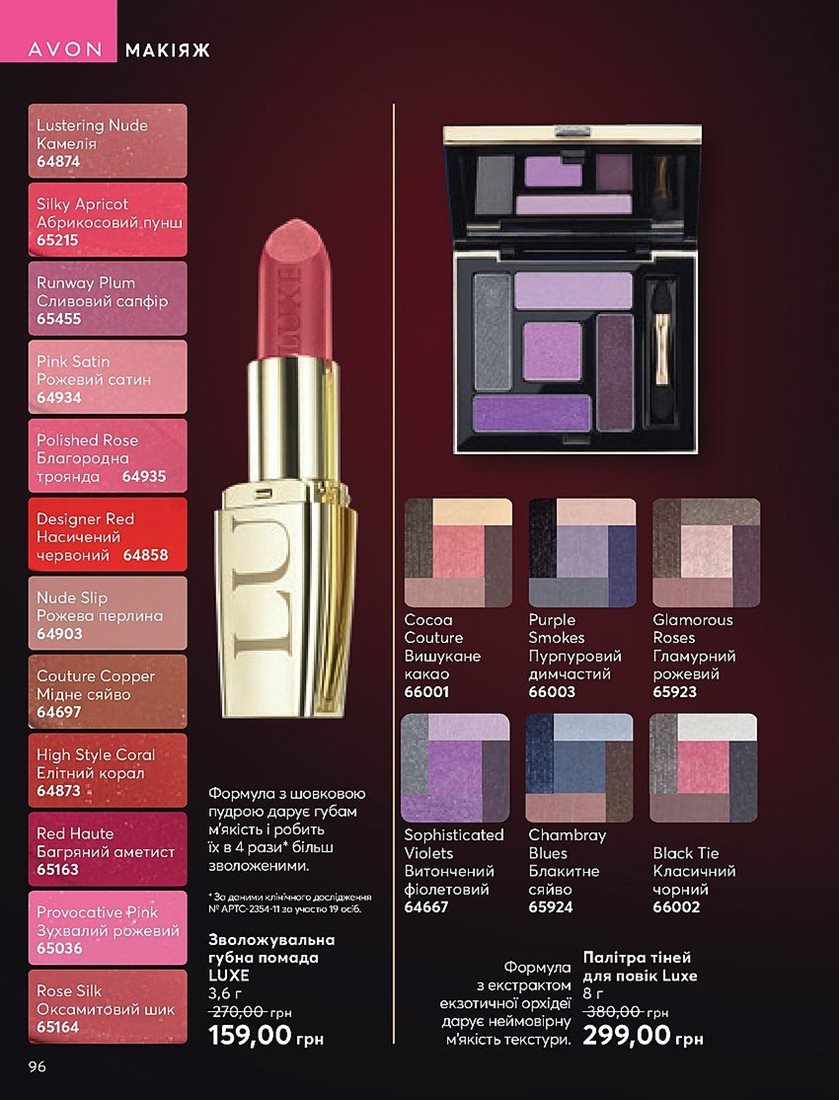 AVON МАКІЯЖ
Lustering Nude
Камелія
64874
Silky Apricot
Абрикосовий пунш
65215
Runway Plum
Сливовий сапфір
65455
Pink Satin
Рожевий сатин
64934
Polished Rose
Благородна
троянда 64935
Designer Red
Насичений
червоний 64858
Nude Slip
Рожева перлина
64903
Couture Copper
Мідне сяйво
64697
High Style Coral
Елітний корал
64873
Red Haute
Багряний аметист
65163
Provocative Pink
Зухвалий рожевий
65036
Rose Silk
Оксамитовий шик
65164
LUXE
LU
Формула з шовковою
пудрою дарує губам
м'якість і робить
їх в 4 рази* більш
зволоженими.
* За даними клінічного дослідження
№ АРТС-2354-11 за участю 19 осіб.
Зволожувальна
губна помада
LUXE
3,6 г
270,00 грн
159,00 грн
Cocoa
Couture
Вишукане
какао
66001
Purple
Smokes
Пурпуровий
димчастий
66003
Glamorous
Roses
Гламурний
рожевий
65923
Sophisticated
Violets
Витончений
фіолетовий
64667
Chambray
Blues
Блакитне
сяйво
65924
Black Tie
Класичний
чорний
66002
Формула
з екстрактом
екзотичної орхідеї
дарує неймовірну
м'якість текстури.
Палітра тіней
для повік Luxe
8 г
380,00 грн
299,00 грн
96